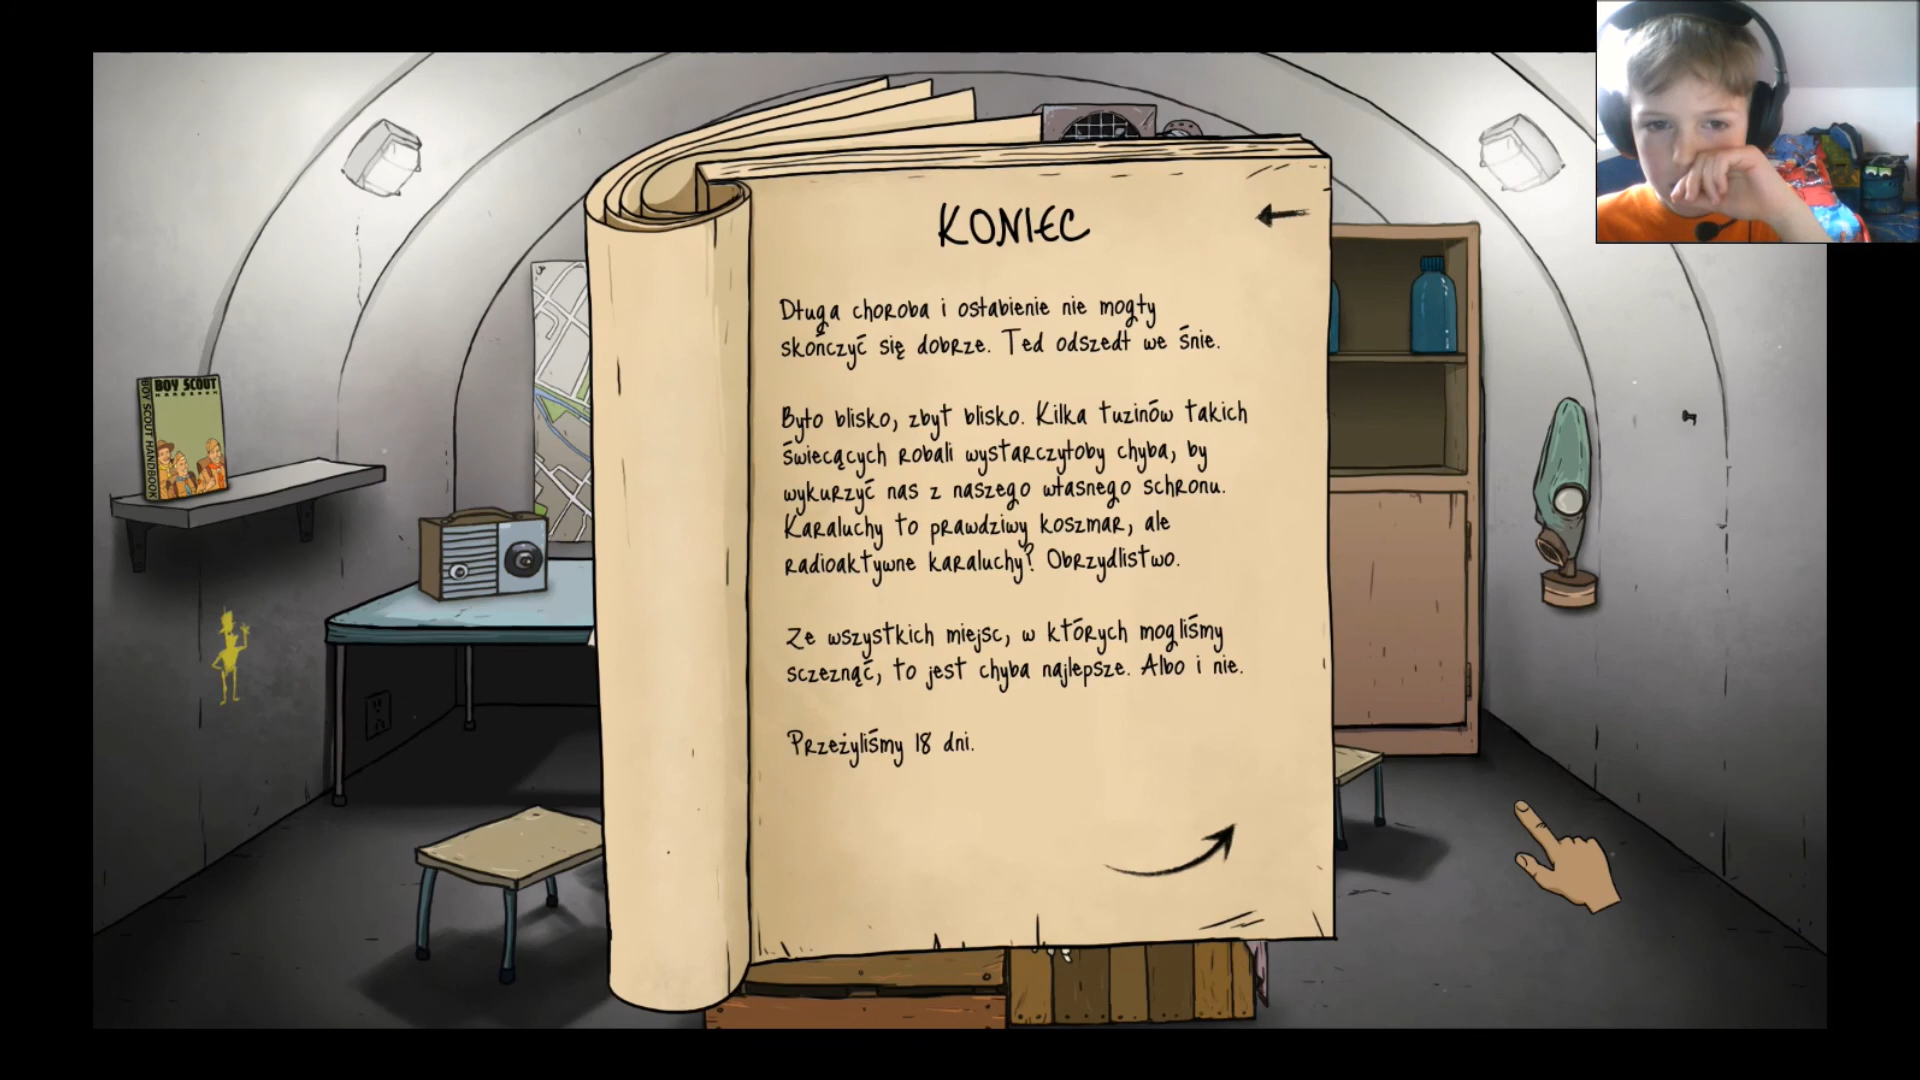 KONIEC
Długa choroba i osłabienie nie mogły
skończyć się dobrze. Ted odszedł we śnie.
Było blisko, zbyt blisko. Kilka tuzinów takich
świecących robali wystarczyłoby chyba, by
wykurzyć nas z naszego własnego schronu.
Karaluchy to prawdziwy koszmar, ale
radioaktywne karaluchy? Obrzydlistwo.
Ze wszystkich miejsc, w których mogliśmy
sczeznąć, to jest chyba najlepsze. Albo i nie.
Przeżyliśmy 18 dni.
BOY SCOUT
HANDBOOK
BOY SCOUT HANDBOOK